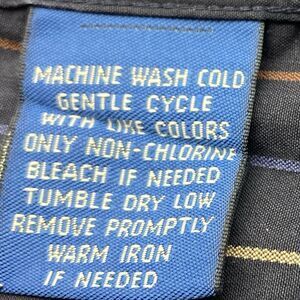 MACHINE WASH COLD
GENTLE CYCLE
WITH LIKE COLORS
ONLY NON-CHLORINE
BLEACH IF NEEDED
TUMBLE DRY LOW
REMOVE PROMPTLY
WARM IRON
IF NEEDED